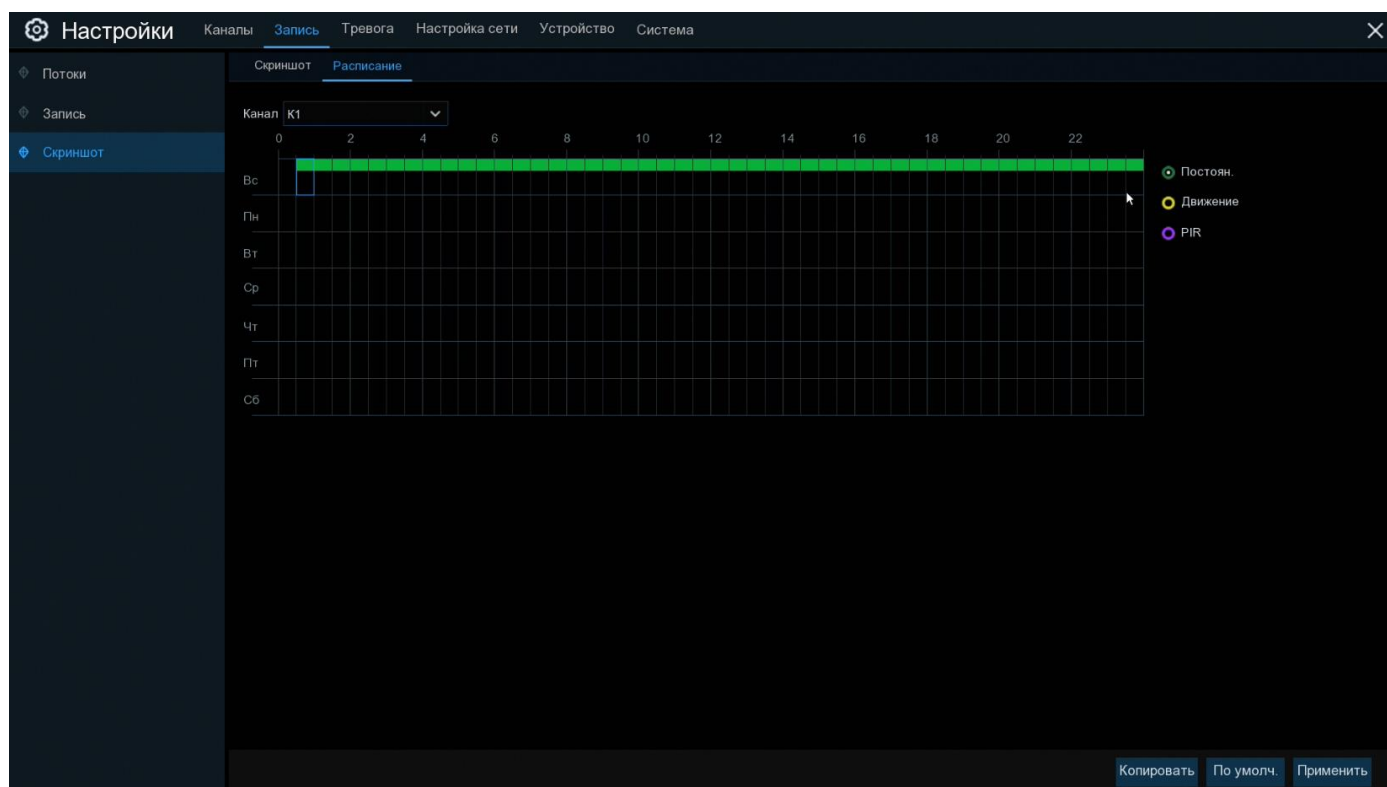 Настройки Каналы Запись Тревога Настройка сети Устройство Система
Потоки
Запись
Скриншот
Скриншот Расписание
Канал К1
0 2 4 6 8 10 12 14 16 18 20 22
Вс
Пн
Вт
Ср
Чт
Пт
Сб
Постоян.
Движение
PIR
Копировать По умолч. Применить